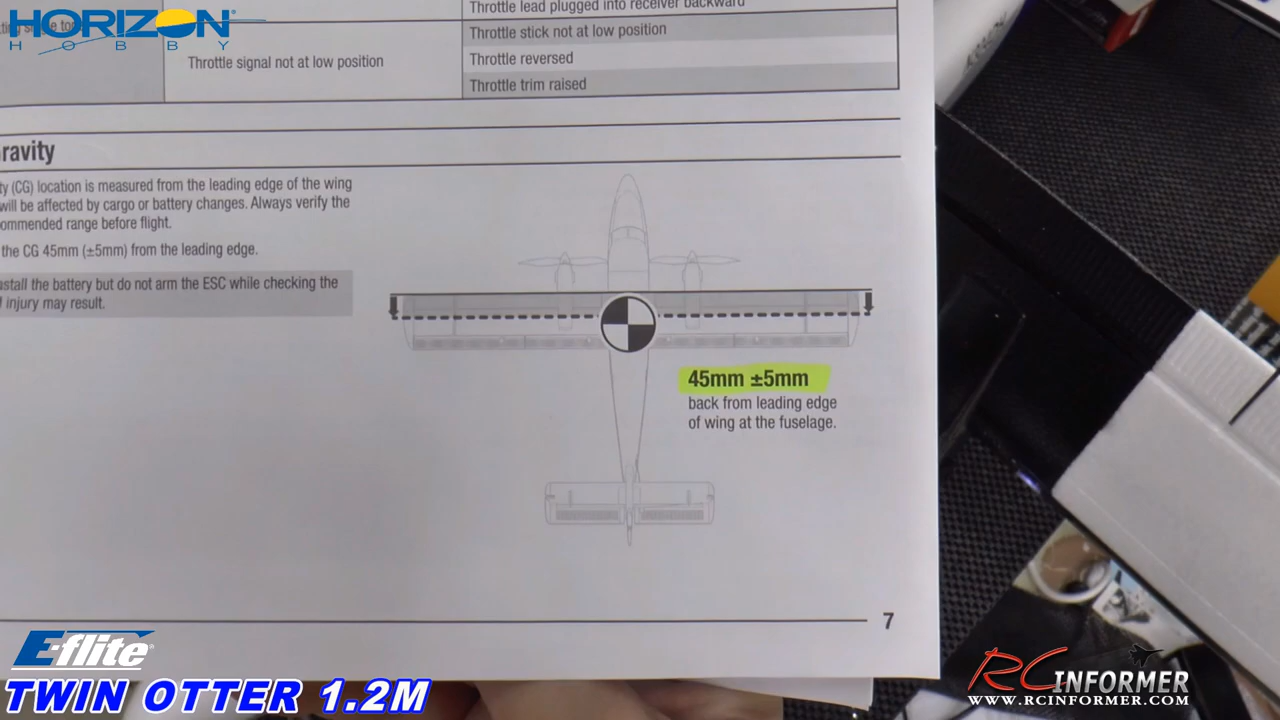 HORIZON
HOBBY
Throttle lead plugged into receiver backward
Throttle stick not at low position
Throttle signal not at low position
Throttle reversed
Throttle trim raised
ravity
ty (CG) location is measured from the leading edge of the wing
will be affected by cargo or battery changes. Always verify the
ommended range before flight.
the CG 45mm (±5mm) from the leading edge.
nstall the battery but do not arm the ESC while checking the
injury may result.
45mm ±5mm
back from leading edge
of wing at the fuselage.
7
E-flite
TWIN OTTER 1.2M
RCINFORMER
WWW.RCINFORMER.COM